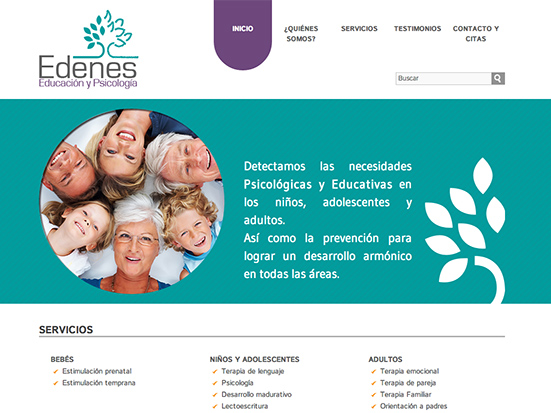 Edenes
Educación y Psicología
INICIO
¿QUIÉNES
SOMOS?
SERVICIOS
TESTIMONIOS
CONTACTO Y
CITAS
Buscar
Detectamos las necesidades
Psicológicas y Educativas en
los niños, adolescentes y
adultos.
Así como la prevención para
lograr un desarrollo armónico
en todas las áreas.
SERVICIOS
BEBÉS
Estimulación prenatal
Estimulación temprana
NIÑOS Y ADOLESCENTES
Terapia de lenguaje
Psicología
Desarrollo madurativo
Lectoescritura
ADULTOS
Terapia emocional
Terapia de pareja
Terapia Familiar
Orientación a padres